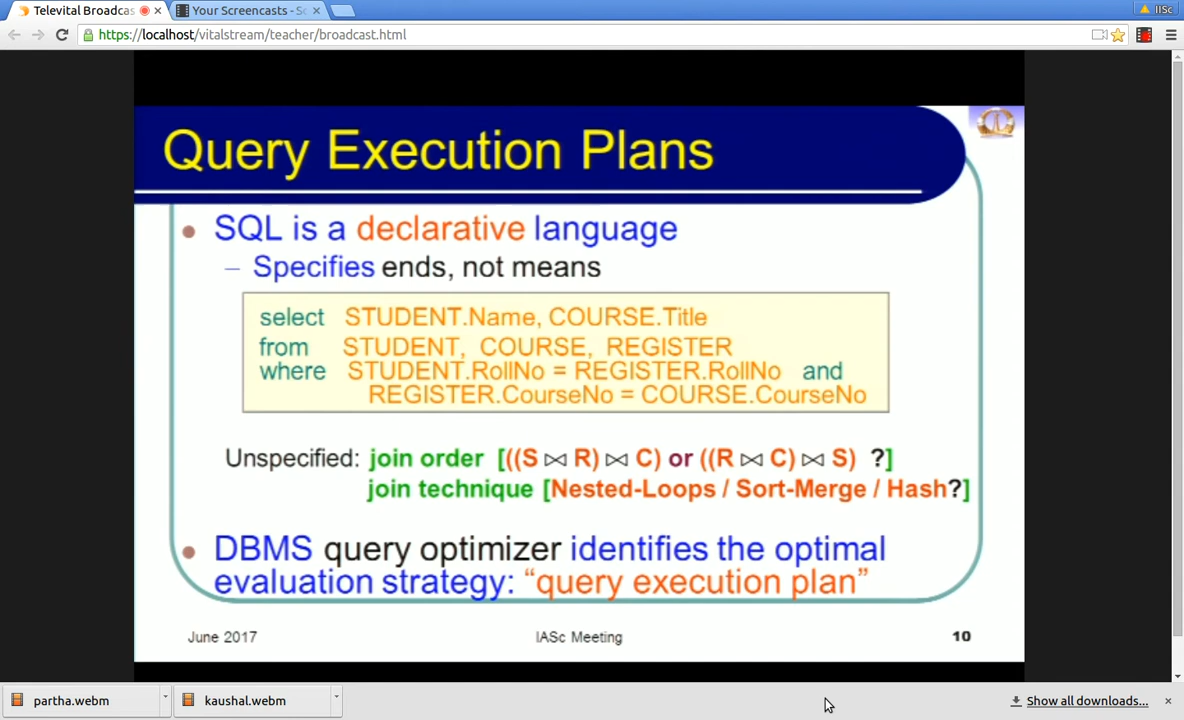 Televital Broadcas
Your Screencasts - Sc
IISc
https://localhost/vitalstream/teacher/broadcast.html
Query Execution Plans
SQL is a declarative language
– Specifies ends, not means
select STUDENT.Name, COURSE.Title
from STUDENT, COURSE, REGISTER
where STUDENT.RollNo = REGISTER.RollNo and
REGISTER.CourseNo = COURSE.CourseNo
Unspecified: join order [((S ⋈ R) ⋈ C) or ((R ⋈ C) ⋈ S) ?]
join technique [Nested-Loops / Sort-Merge / Hash?]
DBMS query optimizer identifies the optimal
evaluation strategy: “query execution plan”
June 2017 IASc Meeting 10
partha.webm kaushal.webm Show all downloads...